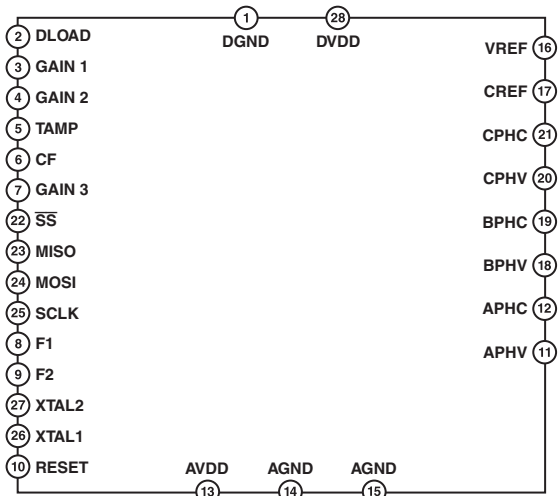 1 28
DGND DVDD
2 DLOAD
3 GAIN 1
4 GAIN 2
5 TAMP
6 CF
7 GAIN 3
22 SS
23 MISO
24 MOSI
25 SCLK
8 F1
9 F2
27 XTAL2
26 XTAL1
10 RESET
VREF 16
CREF 17
CPHC 21
CPHV 20
BPHC 19
BPHV 18
APHC 12
APHV 11
AVDD AGND AGND
13 14 15